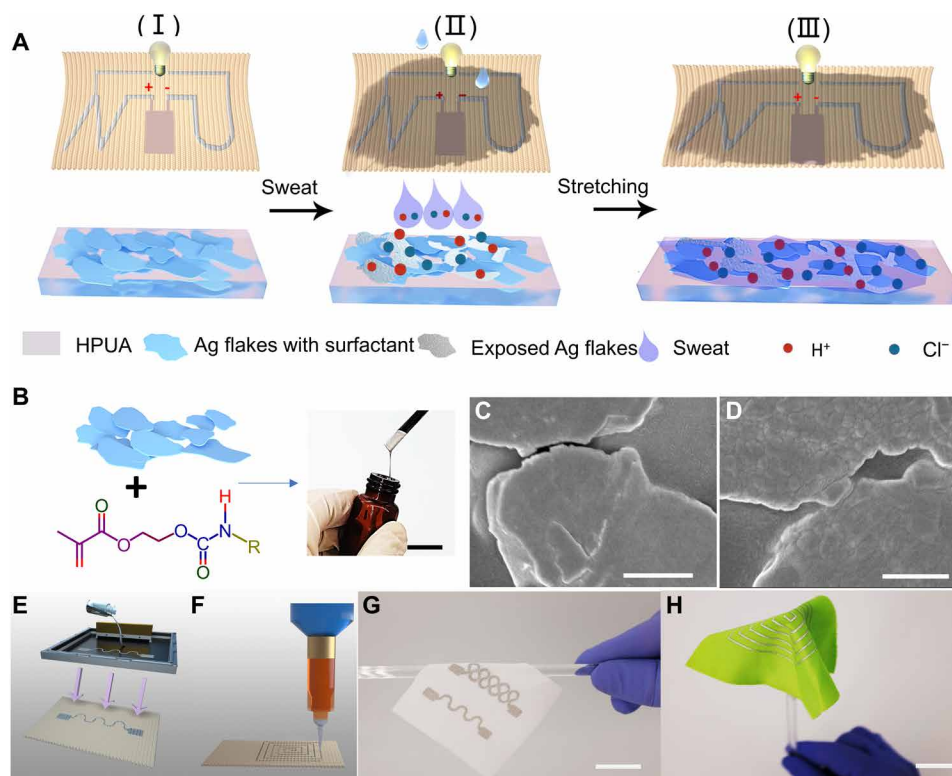 (Ⅰ)
(Ⅱ)
(Ⅲ)
A
+ -
+ -
+ -
Sweat
Stretching
HPUA
Ag flakes with surfactant
Exposed Ag flakes
Sweat
H⁺
Cl⁻
B
C
D
+
O
O
O
C
O
H
N
R
E
F
G
H